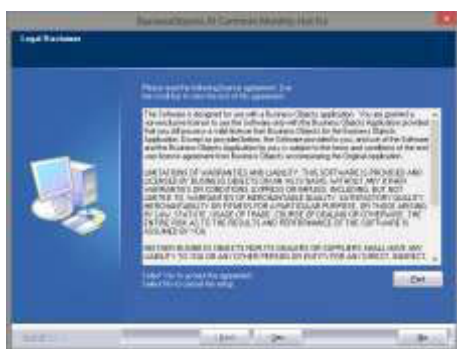 BusinessObjects XI Common Monthly Hot Fix
Legal Disclaimer
Please read the following licence agreement. Use
the scroll bar to view the rest of this agreement.
The Software is designed for use with a Business Objects application. You are granted a
non-exclusive license to use the Software only with the Business Objects Application provided
that you still possess a valid license from Business Objects for the Business Objects
Application. Except as provided before, the Software provided to you, and use of the Software
and the Business Objects Application by you is subject to the terms and conditions of the end
user license agreement from Business Objects accompanying the Original application.
LIMITATIONS OF WARRANTIES AND LIABILITY: THIS SOFTWARE IS PROVIDED AND
LICENSED BY BUSINESS OBJECTS ON AN "AS IS" BASIS, WITHOUT ANY OTHER
WARRANTIES OR CONDITIONS, EXPRESS OR IMPLIED, INCLUDING, BUT NOT
LIMITED TO, WARRANTIES OF MERCHANTABLE QUALITY, SATISFACTORY QUALITY,
MERCHANTABILITY OR FITNESS FOR A PARTICULAR PURPOSE, OR THOSE ARISING
BY LAW, STATUTE, USAGE OF TRADE, COURSE OF DEALING OR OTHERWISE. THE
ENTIRE RISK AS TO THE RESULTS AND PERFORMANCE OF THE SOFTWARE IS
ASSUMED BY YOU.
NEITHER BUSINESS OBJECTS NOR ITS DEALERS OR SUPPLIERS SHALL HAVE ANY
LIABILITY TO YOU OR ANY OTHER PERSON OR ENTITY FOR ANY DIRECT, INDIRECT,
Select Yes to accept the agreement.
Select No to cancel the setup.
Print
Back
Yes
No